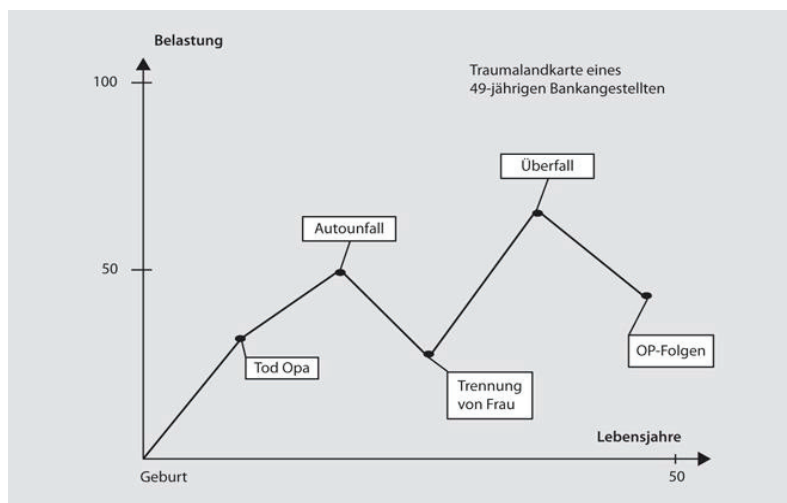 Belastung
100
Traumalandkarte eines
49-jährigen Bankangestellten
Überfall
Autounfall
50
Tod Opa
OP-Folgen
Trennung
von Frau
Lebensjahre
Geburt
50